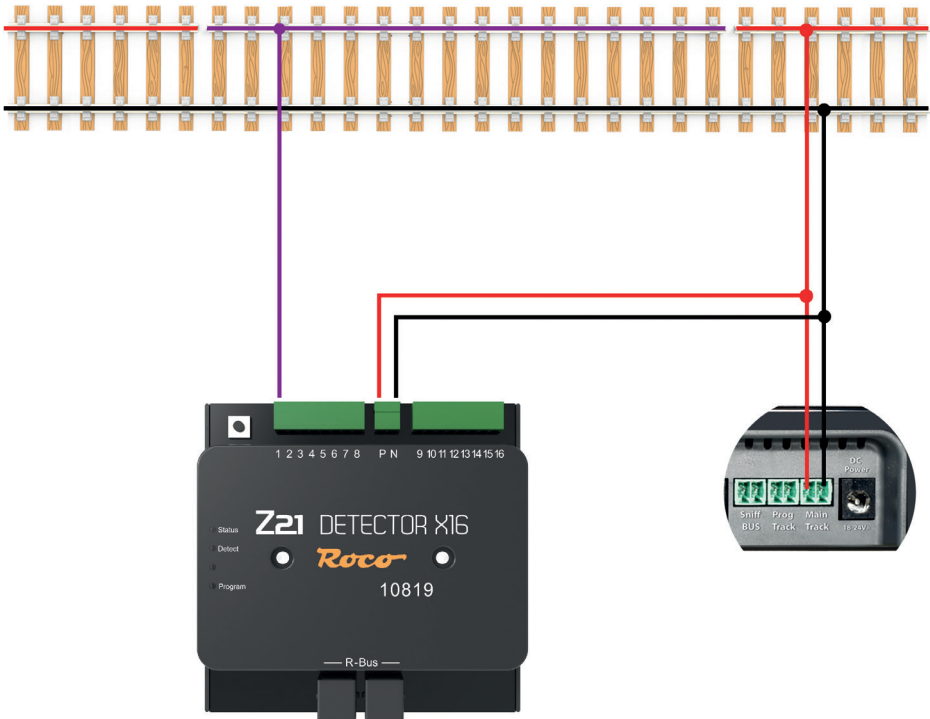 1 2 3 4 5 6 7 8 P N 9 10 11 12 13 14 15 16
Status
Detect
Program
Z21 DETECTOR X16
Roco
10819
R-Bus
DC
Power
Sniff Prog Main
BUS Track Track
18-24V